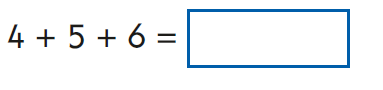 4 + 5 + 6 =